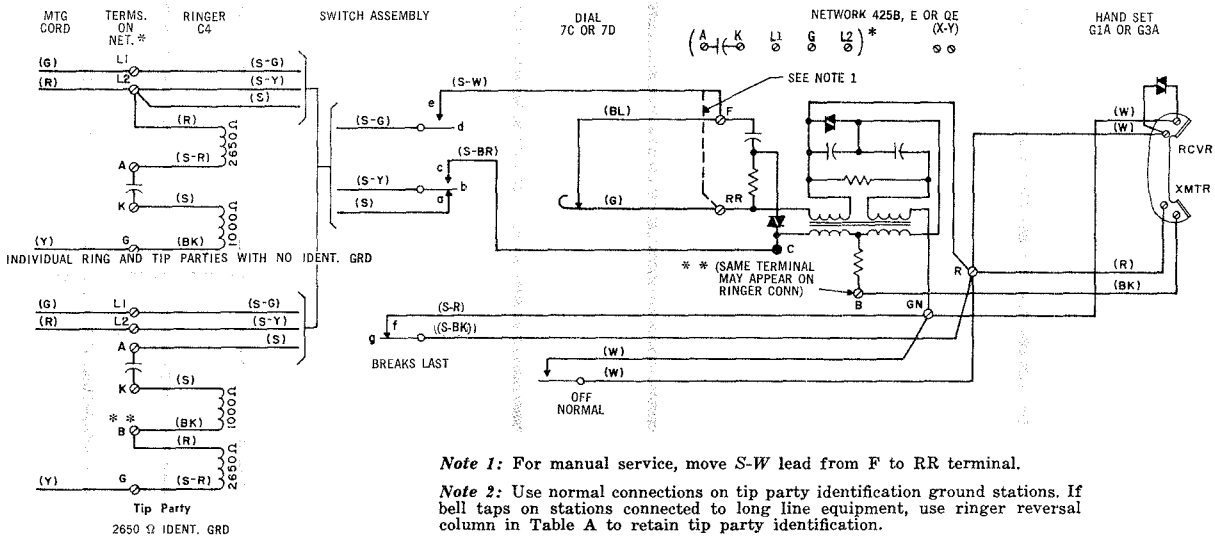 MTG CORD
TERMS. ON NET. *
RINGER C4
SWITCH ASSEMBLY
DIAL 7C OR 7D
NETWORK 425B, E OR QE
(X-Y)
( A K L1 G L2 ) *
HAND SET G1A OR G3A
(G) L1 (S-G)
(R) L2 (S-Y)
(S)
(R)
2650 Ω
A (S-R)
K (S)
1000 Ω
(Y) G (BK)
INDIVIDUAL RING AND TIP PARTIES WITH NO IDENT. GRD
(S-G) d
e (S-W)
c (S-BR)
(S-Y) b
(S) a
SEE NOTE 1
(BL) F
(G) RR
C
* * (SAME TERMINAL
MAY APPEAR ON
RINGER CONN)
B
R
GN
(W)
(W)
RCVR
XMTR
(R)
(BK)
(G) L1 (S-G)
(R) L2 (S-Y)
A (S)
K (S)
1000 Ω
* *
B (BK)
(R)
2650 Ω
(Y) G (S-R)
Tip Party
2650 Ω IDENT. GRD
(S-R)
f
g ((S-BK))
BREAKS LAST
(W)
(W)
OFF NORMAL
Note 1: For manual service, move S-W lead from F to RR terminal.
Note 2: Use normal connections on tip party identification ground stations. If
bell taps on stations connected to long line equipment, use ringer reversal
column in Table A to retain tip party identification.